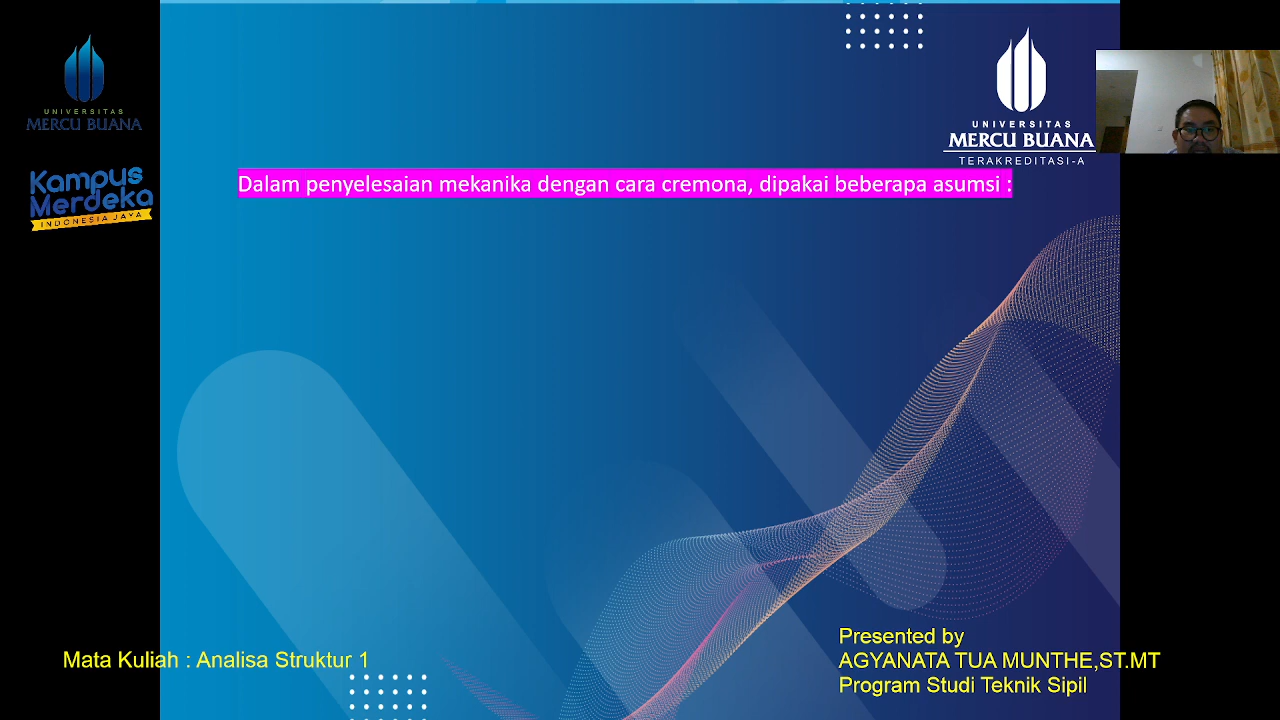 UNIVERSITAS
MERCU BUANA
Kampus
Merdeka
INDONESIA JAYA
UNIVERSITAS
MERCU BUANA
TERAKREDITASI-A
Dalam penyelesaian mekanika dengan cara cremona, dipakai beberapa asumsi :
Mata Kuliah : Analisa Struktur 1
Presented by
AGYANATA TUA MUNTHE,ST.MT
Program Studi Teknik Sipil